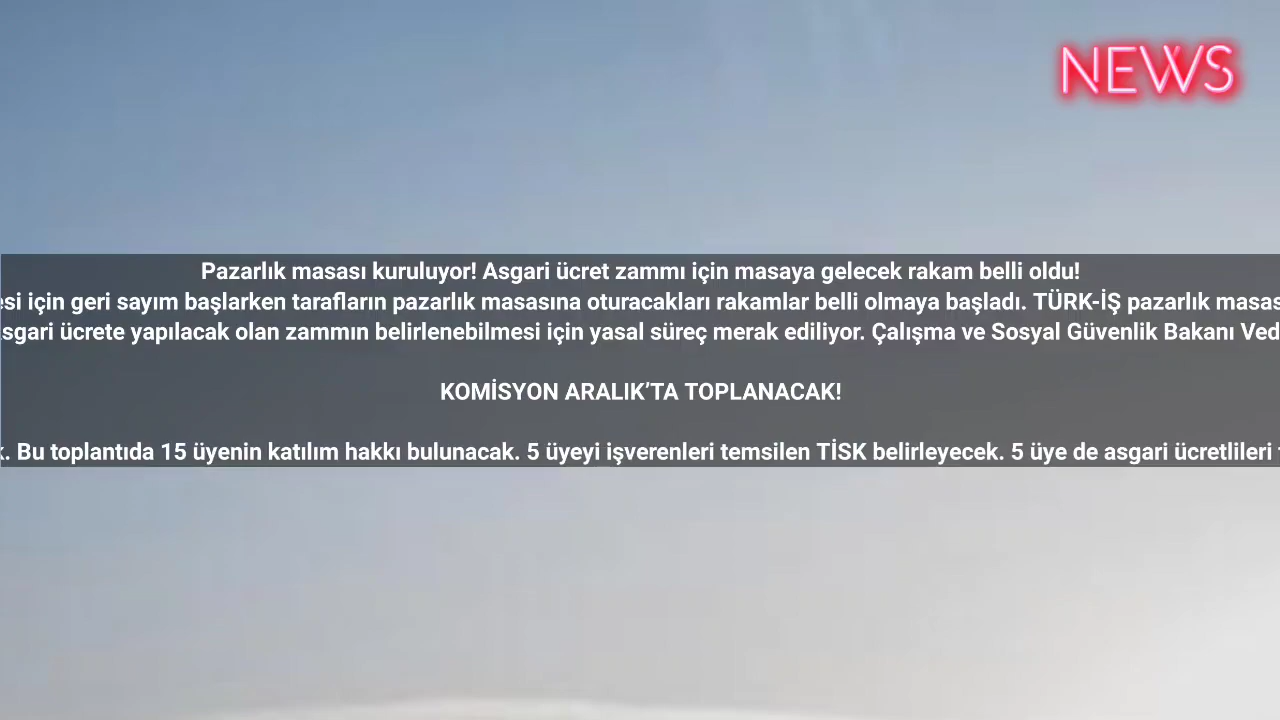 NEWS
Pazarlık masası kuruluyor! Asgari ücret zammı için masaya gelecek rakam belli oldu!
için geri sayım başlarken tarafların pazarlık masasına oturacakları rakamlar belli olmaya başladı. TÜRK-İŞ pazarlık
ücrete yapılacak olan zammın belirlenebilmesi için yasal süreç merak ediliyor. Çalışma ve Sosyal Güvenlik Bakanı
KOMİSYON ARALIK’TA TOPLANACAK!
Bu toplantıda 15 üyenin katılım hakkı bulunacak. 5 üyeyi işverenleri temsilen TİSK belirleyecek. 5 üye de asgari ücretlileri